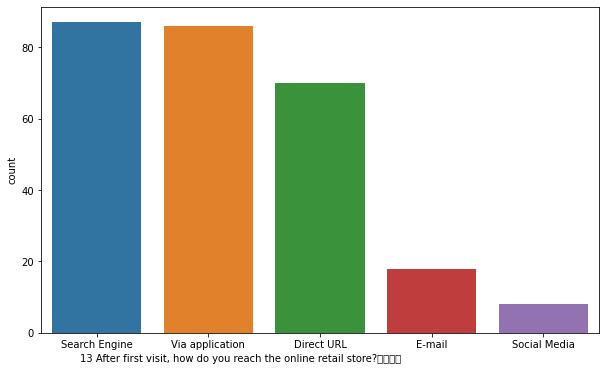 80
60
40
20
0
count
Search Engine Via application Direct URL E-mail Social Media
13 After first visit, how do you reach the online retail store?